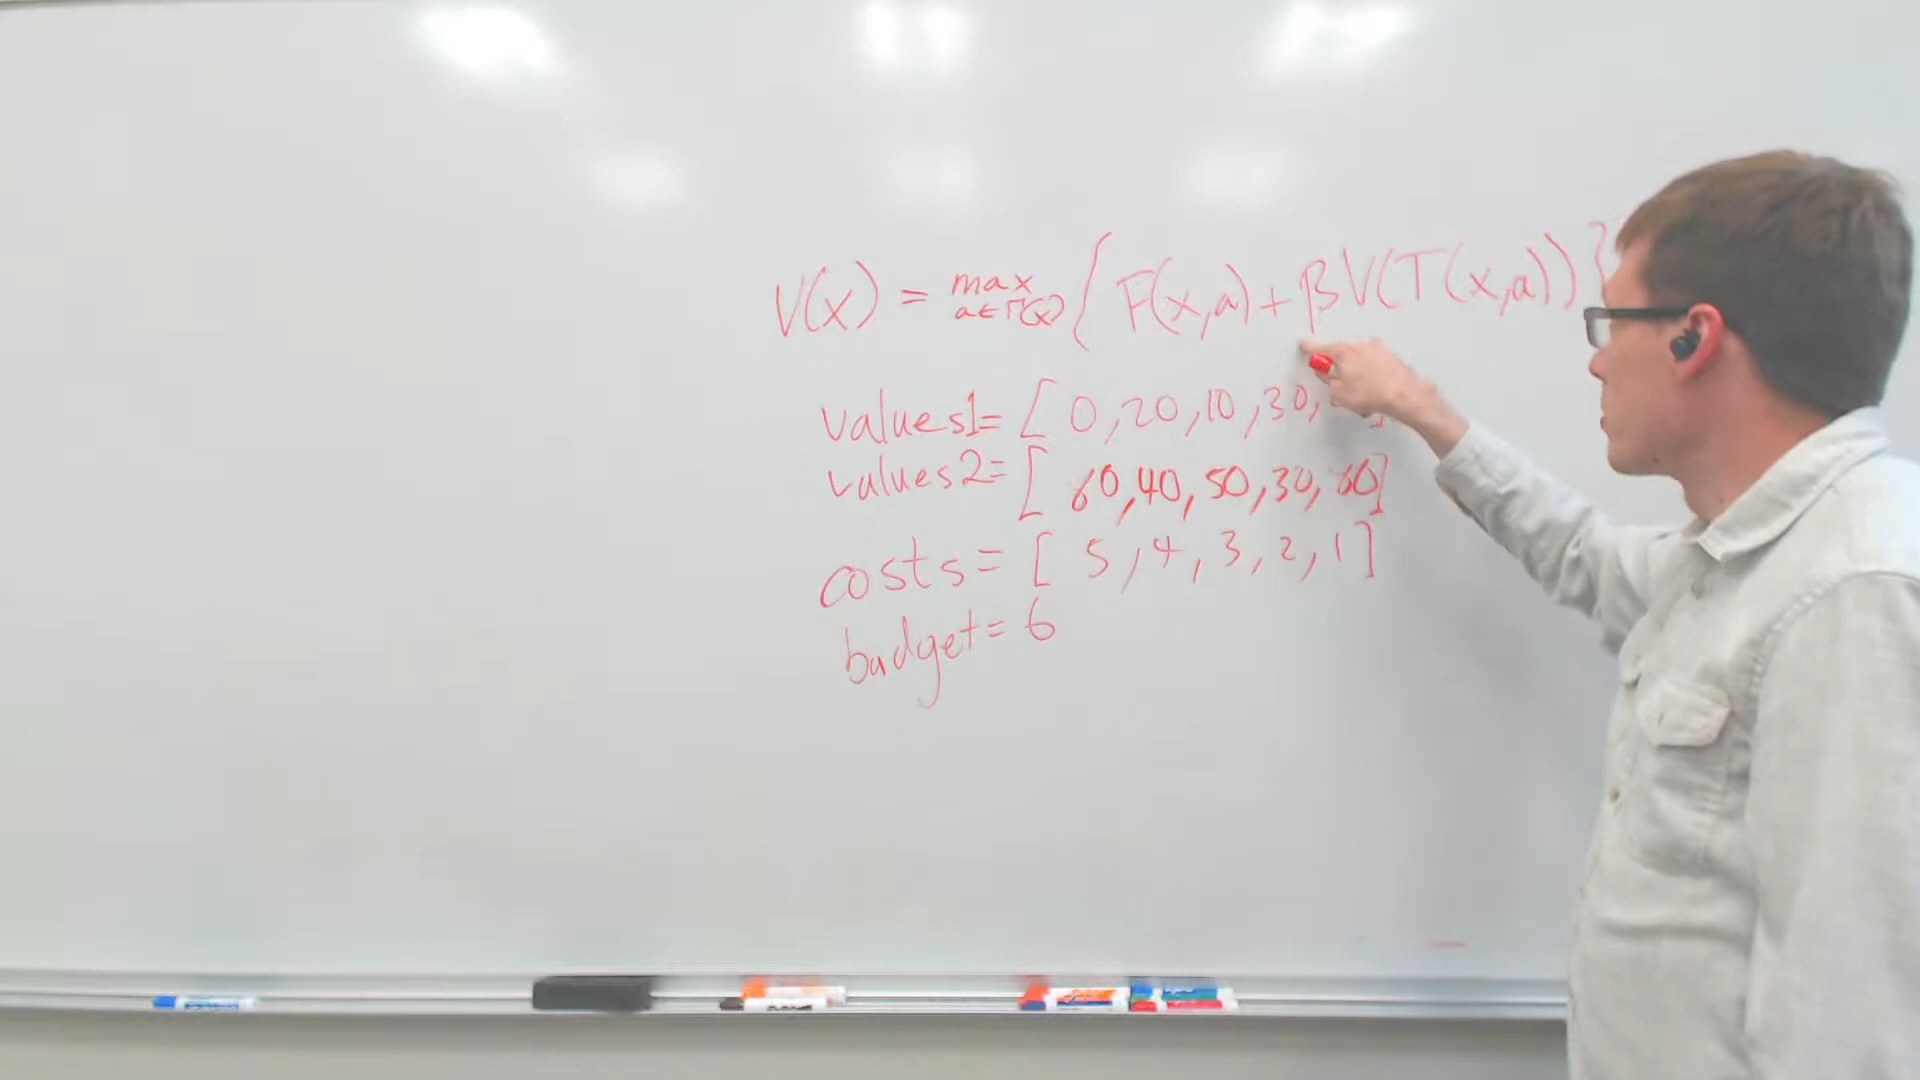 V(x) = max a∈Γ(x) { F(x,a) + βV(T(x,a)) }
values1= [ 0, 20, 10, 30, ]
values2= [ 60, 40, 50, 30, 60]
costs = [ 5, 4, 3, 2, 1 ]
budget= 6